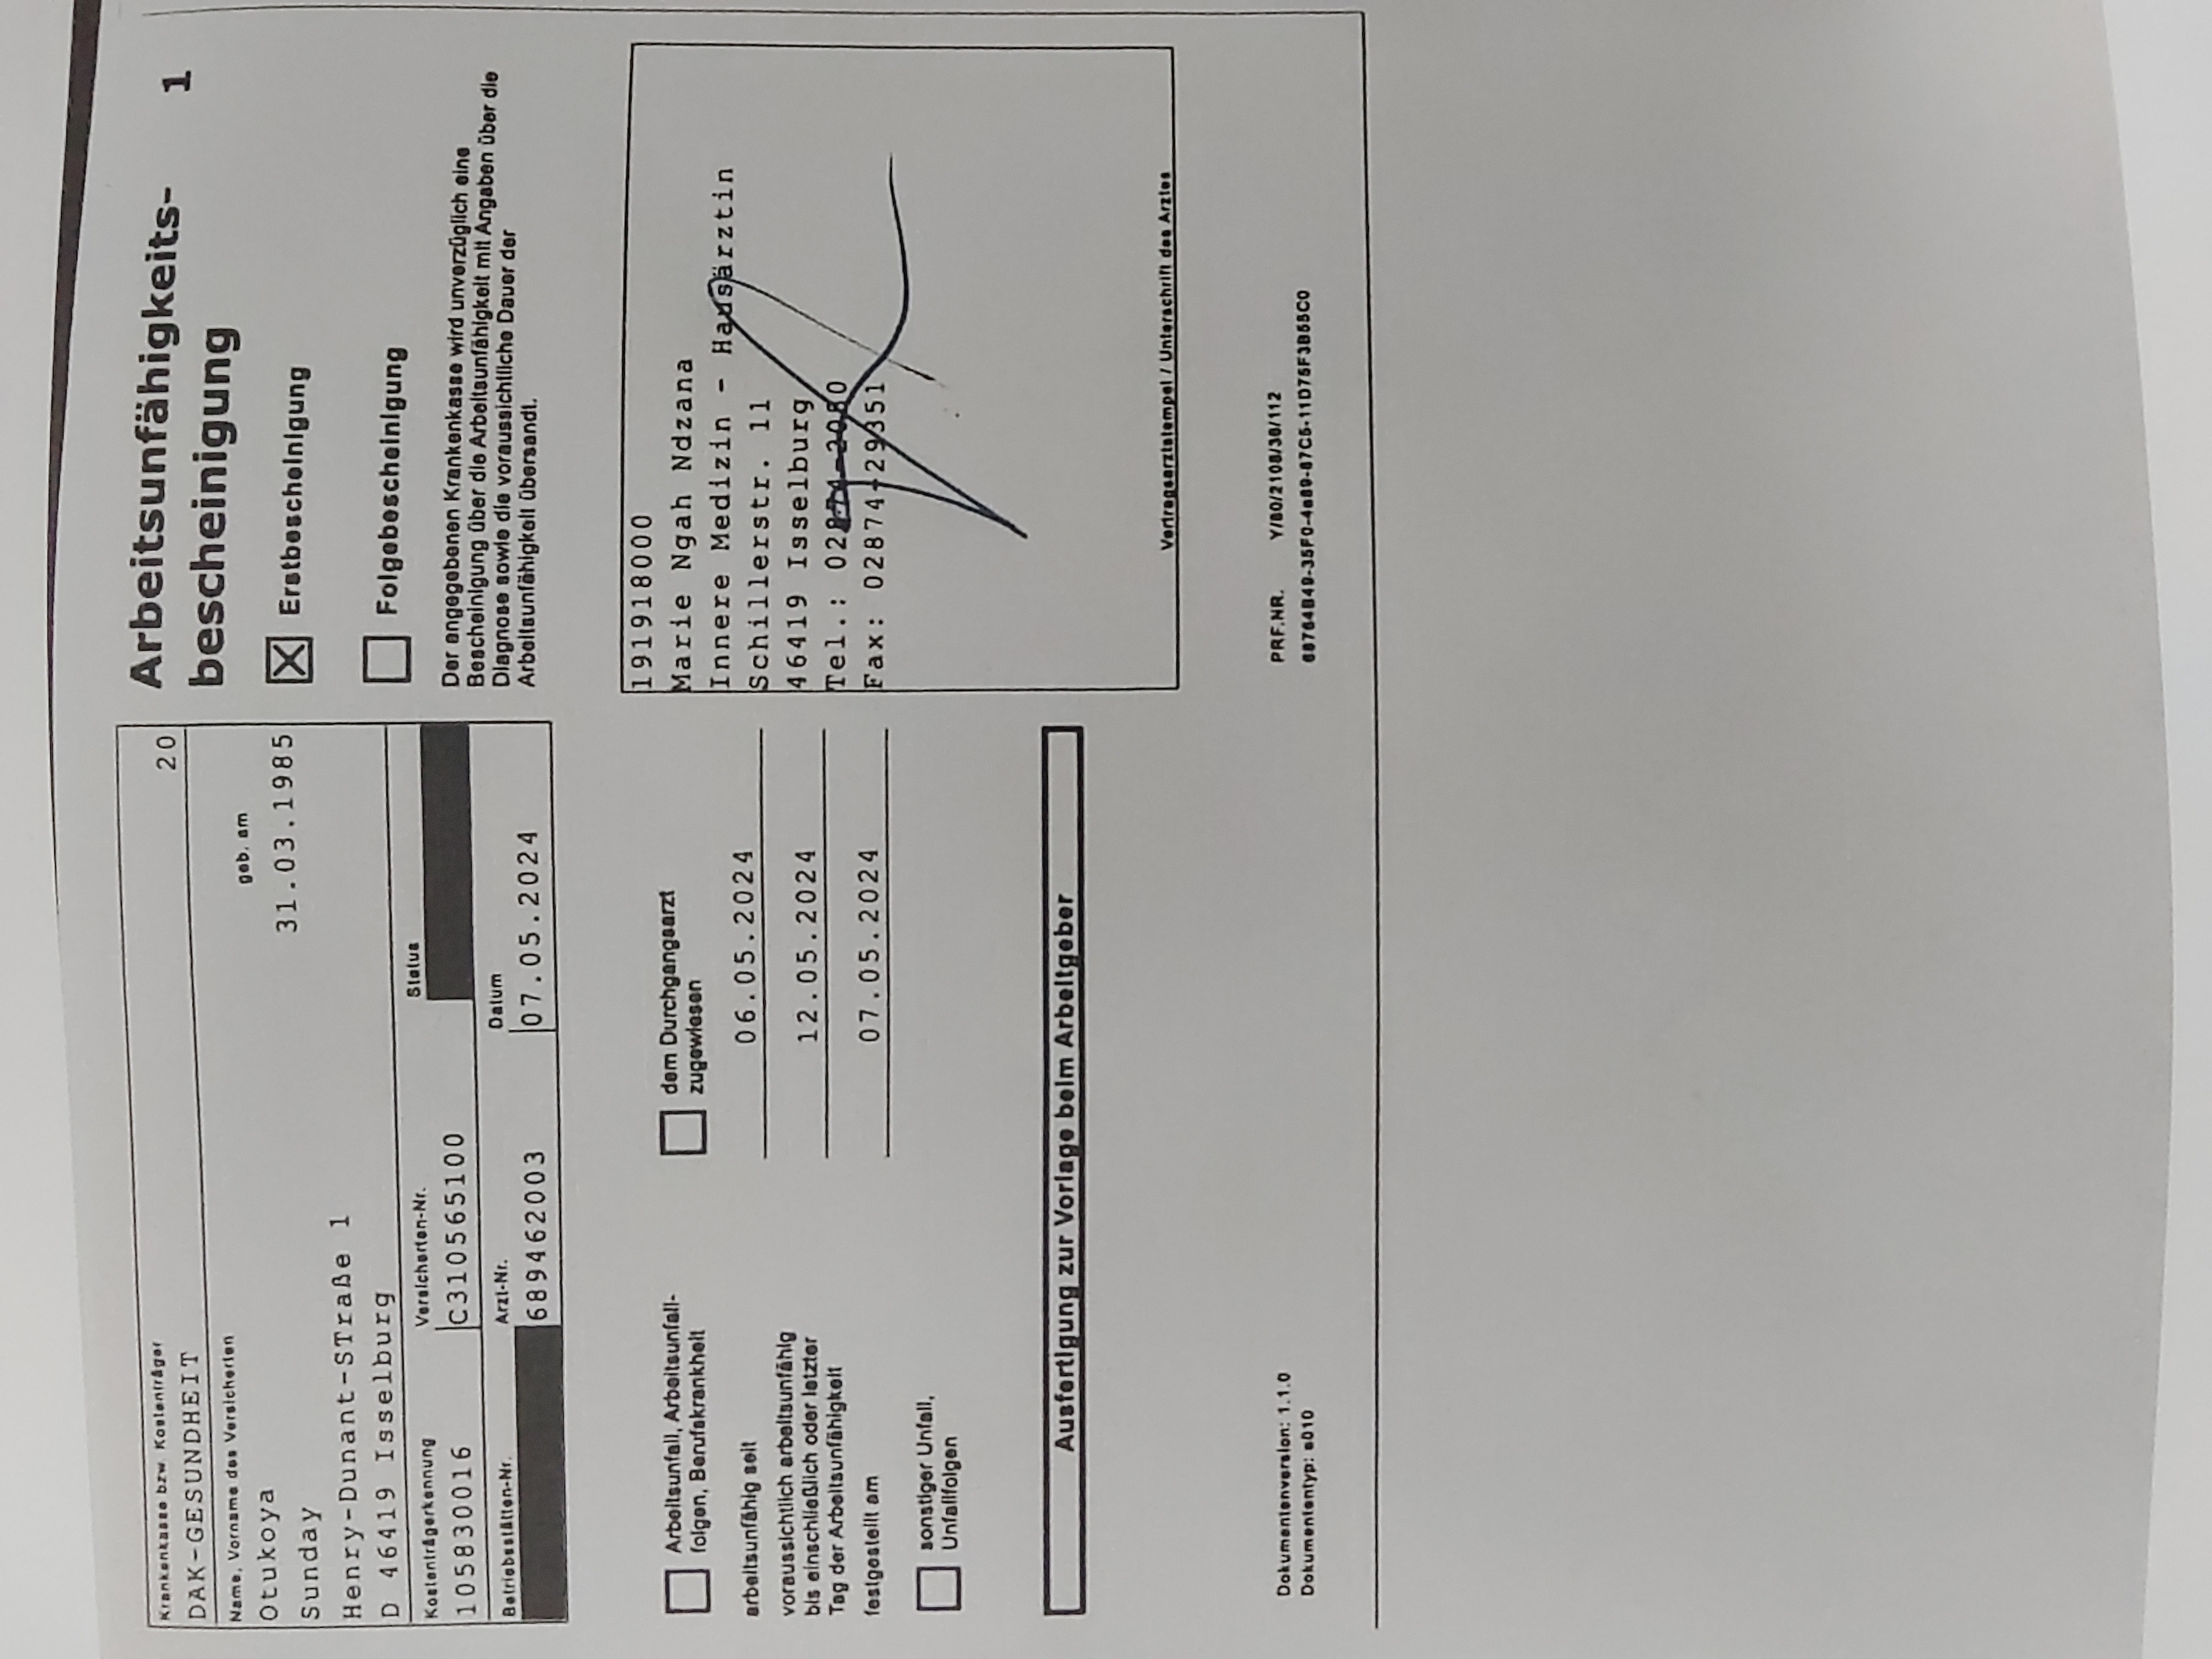 Krankenkasse bzw. Kostenträger
DAK-GESUNDHEIT 20
Name, Vorname des Versicherten
geb. am
Otukoya
31.03.1985
Sunday
Henry-Dunant-STraße 1
D 46419 Isselburg
Kostenträgerkennung Versicherten-Nr. Status
105830016 C310565100
Betriebsstätten-Nr. Arzt-Nr. Datum
689462003 07.05.2024
Arbeitsunfähigkeits- 1
bescheinigung
Erstbescheinigung
Folgebescheinigung
Der angegebenen Krankenkasse wird unverzüglich eine
Bescheinigung über die Arbeitsunfähigkeit mit Angaben über die
Diagnose sowie die voraussichtliche Dauer der
Arbeitsunfähigkeit übersandt.
Arbeitsunfall, Arbeitsunfall-
folgen, Berufskrankheit
dem Durchgangsarzt
zugewiesen
arbeitsunfähig seit 06.05.2024
voraussichtlich arbeitsunfähig
bis einschließlich oder letzter 12.05.2024
Tag der Arbeitsunfähigkeit
festgestellt am 07.05.2024
sonstiger Unfall,
Unfallfolgen
Ausfertigung zur Vorlage beim Arbeitgeber
191918000
Marie Ngah Ndzana
Innere Medizin - Hausärztin
Schillerstr. 11
46419 Isselburg
Tel.: 02874-2080
Fax: 02874-29351
Vertragsarztstempel / Unterschrift des Arztes
Dokumentenversion: 1.1.0
Dokumententyp: e010
PRF.NR. Y/80/2108/36/112